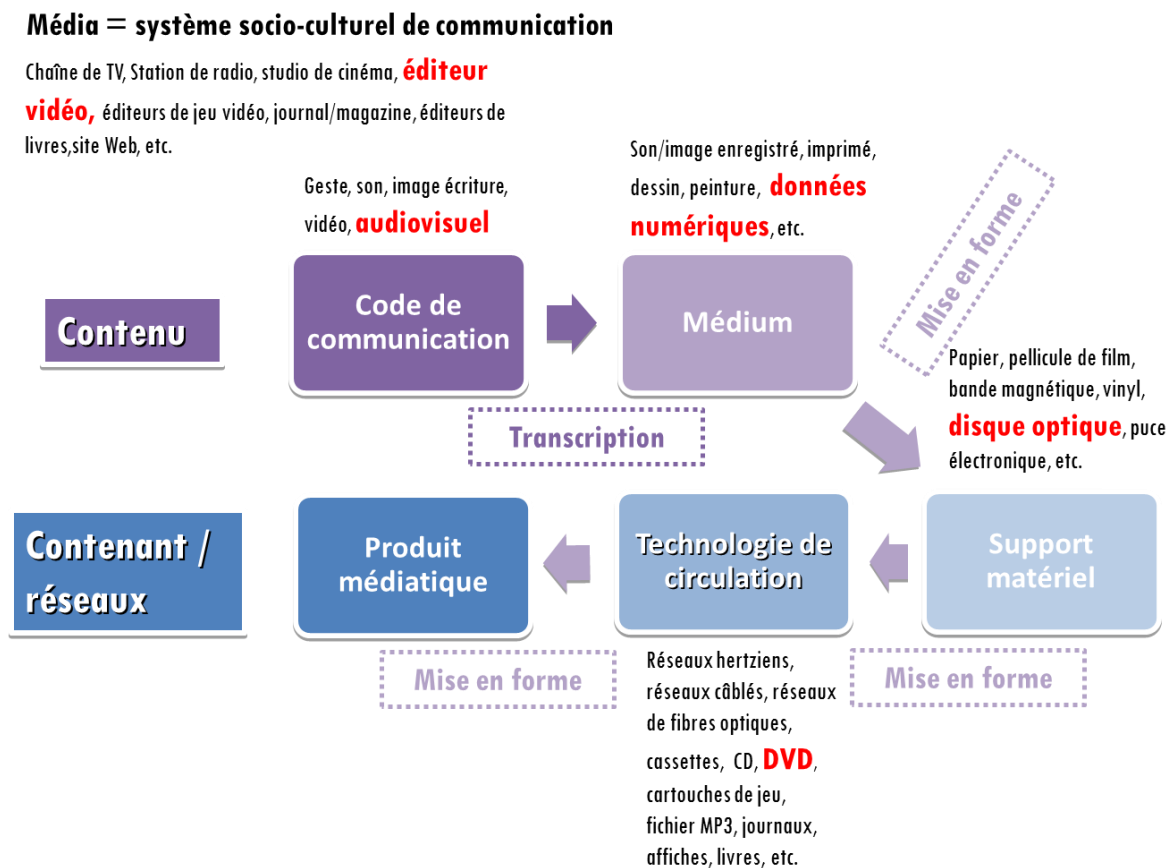 Média = système socio-culturel de communication
Chaîne de TV, Station de radio, studio de cinéma, éditeur
vidéo, éditeurs de jeu vidéo, journal/magazine, éditeurs de
livres,site Web, etc.
Geste, son, image écriture,
vidéo, audiovisuel
Son/image enregistré, imprimé,
dessin, peinture, données
numériques, etc.
Mise en forme
Contenu
Code de
communication
Médium
Transcription
Papier, pellicule de film,
bande magnétique, vinyl,
disque optique, puce
électronique, etc.
Contenant /
réseaux
Produit
médiatique
Technologie de
circulation
Support
matériel
Mise en forme
Réseaux hertziens,
réseaux câblés, réseaux
de fibres optiques,
cassettes, CD, DVD,
cartouches de jeu,
fichier MP3, journaux,
affiches, livres, etc.
Mise en forme